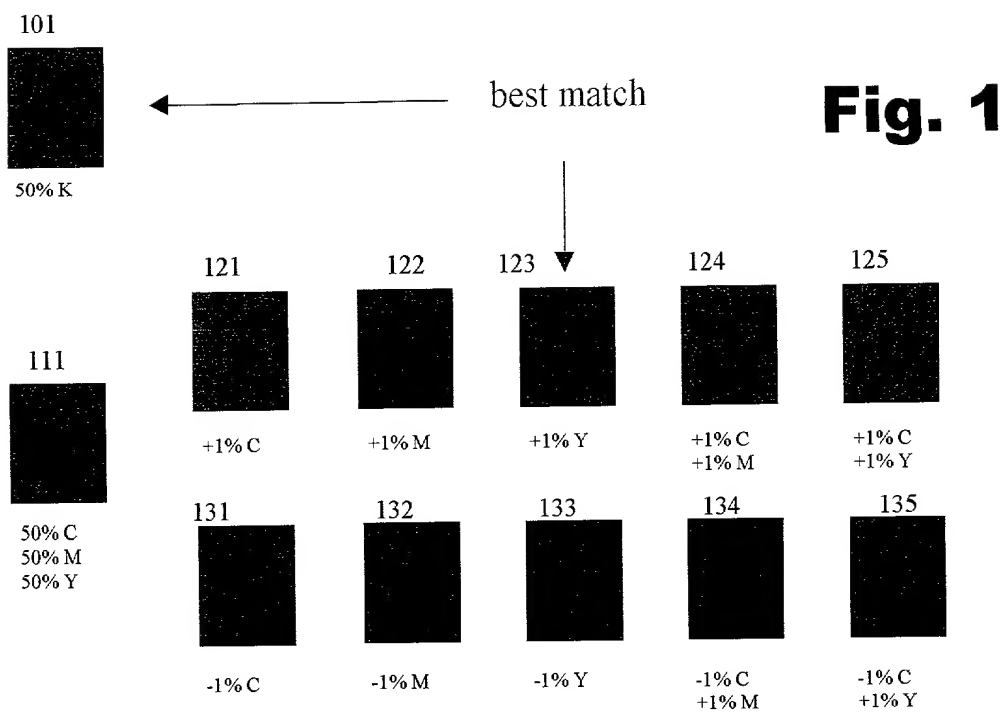 101
best match
Fig. 1
50% K
121
122
123
124
125
111
+1% C
+1% M
+1% Y
+1% C
+1% M
+1% C
+1% Y
50% C
50% M
50% Y
131
132
133
134
135
-1% C
-1% M
-1% Y
-1% C
+1% M
-1% C
+1% Y